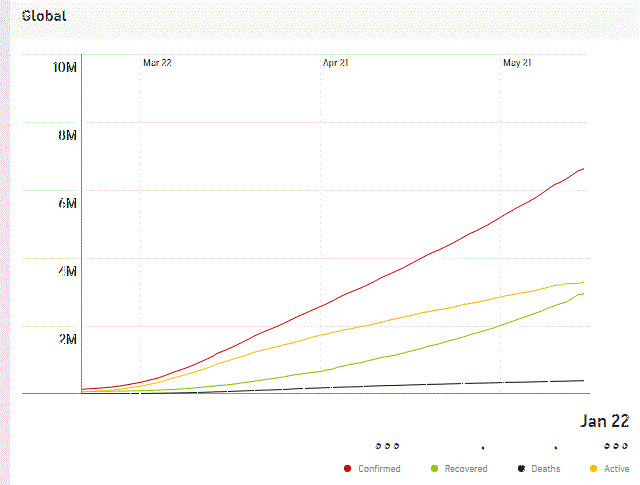 Global
10M
Mar 22 Apr 21 May 21
8M
6M
4M
2M
Jan 22
Confirmed Recovered Deaths Active